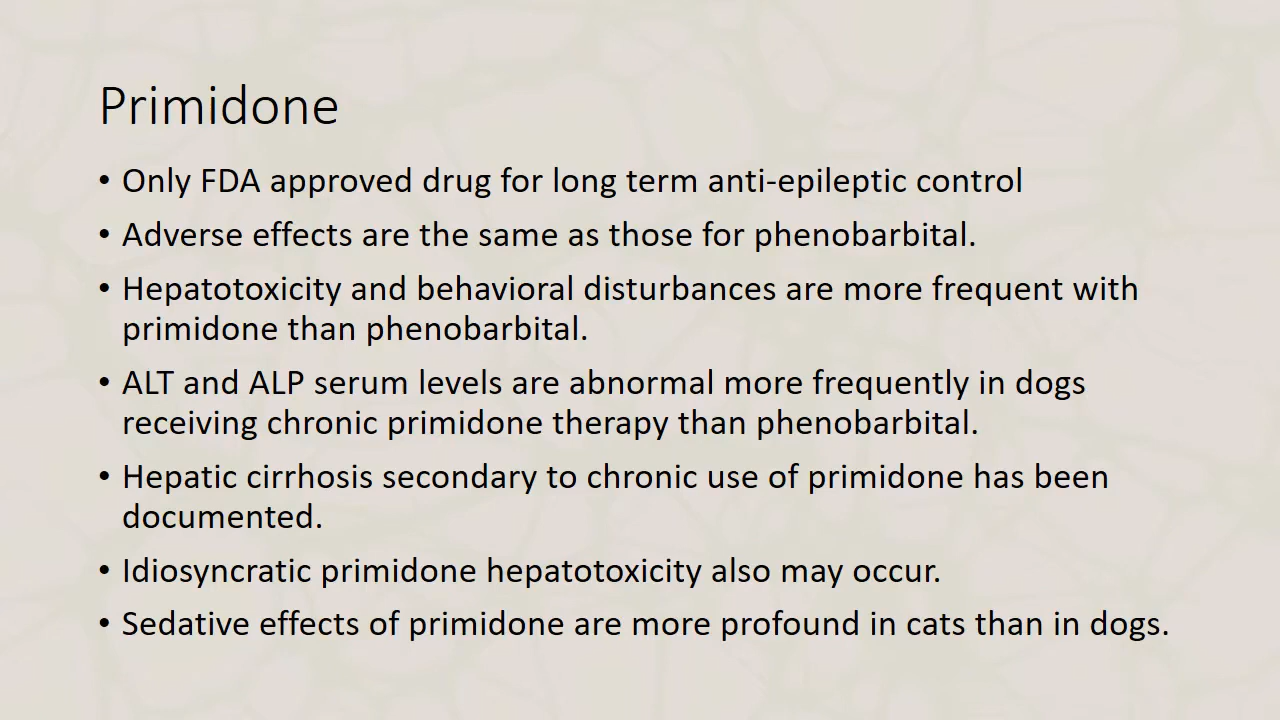 Primidone
• Only FDA approved drug for long term anti-epileptic control
• Adverse effects are the same as those for phenobarbital.
• Hepatotoxicity and behavioral disturbances are more frequent with
primidone than phenobarbital.
• ALT and ALP serum levels are abnormal more frequently in dogs
receiving chronic primidone therapy than phenobarbital.
• Hepatic cirrhosis secondary to chronic use of primidone has been
documented.
• Idiosyncratic primidone hepatotoxicity also may occur.
• Sedative effects of primidone are more profound in cats than in dogs.